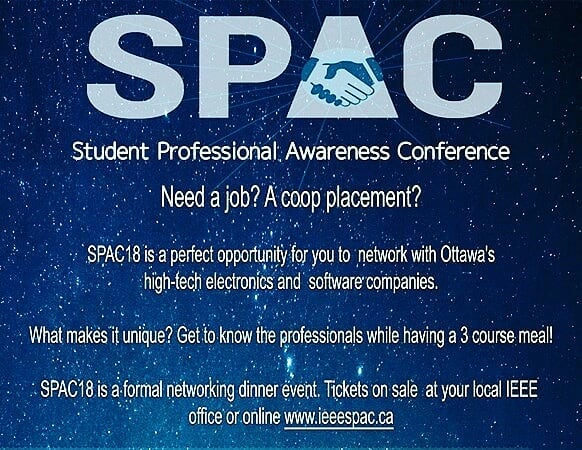 SPAC
Student Professional Awareness Conference
Need a job? A coop placement?
SPAC18 is a perfect opportunity for you to network with Ottawa's
high-tech electronics and software companies.
What makes it unique? Get to know the professionals while having a 3 course meal!
SPAC18 is a formal networking dinner event. Tickets on sale at your local IEEE
office or online www.ieeespac.ca